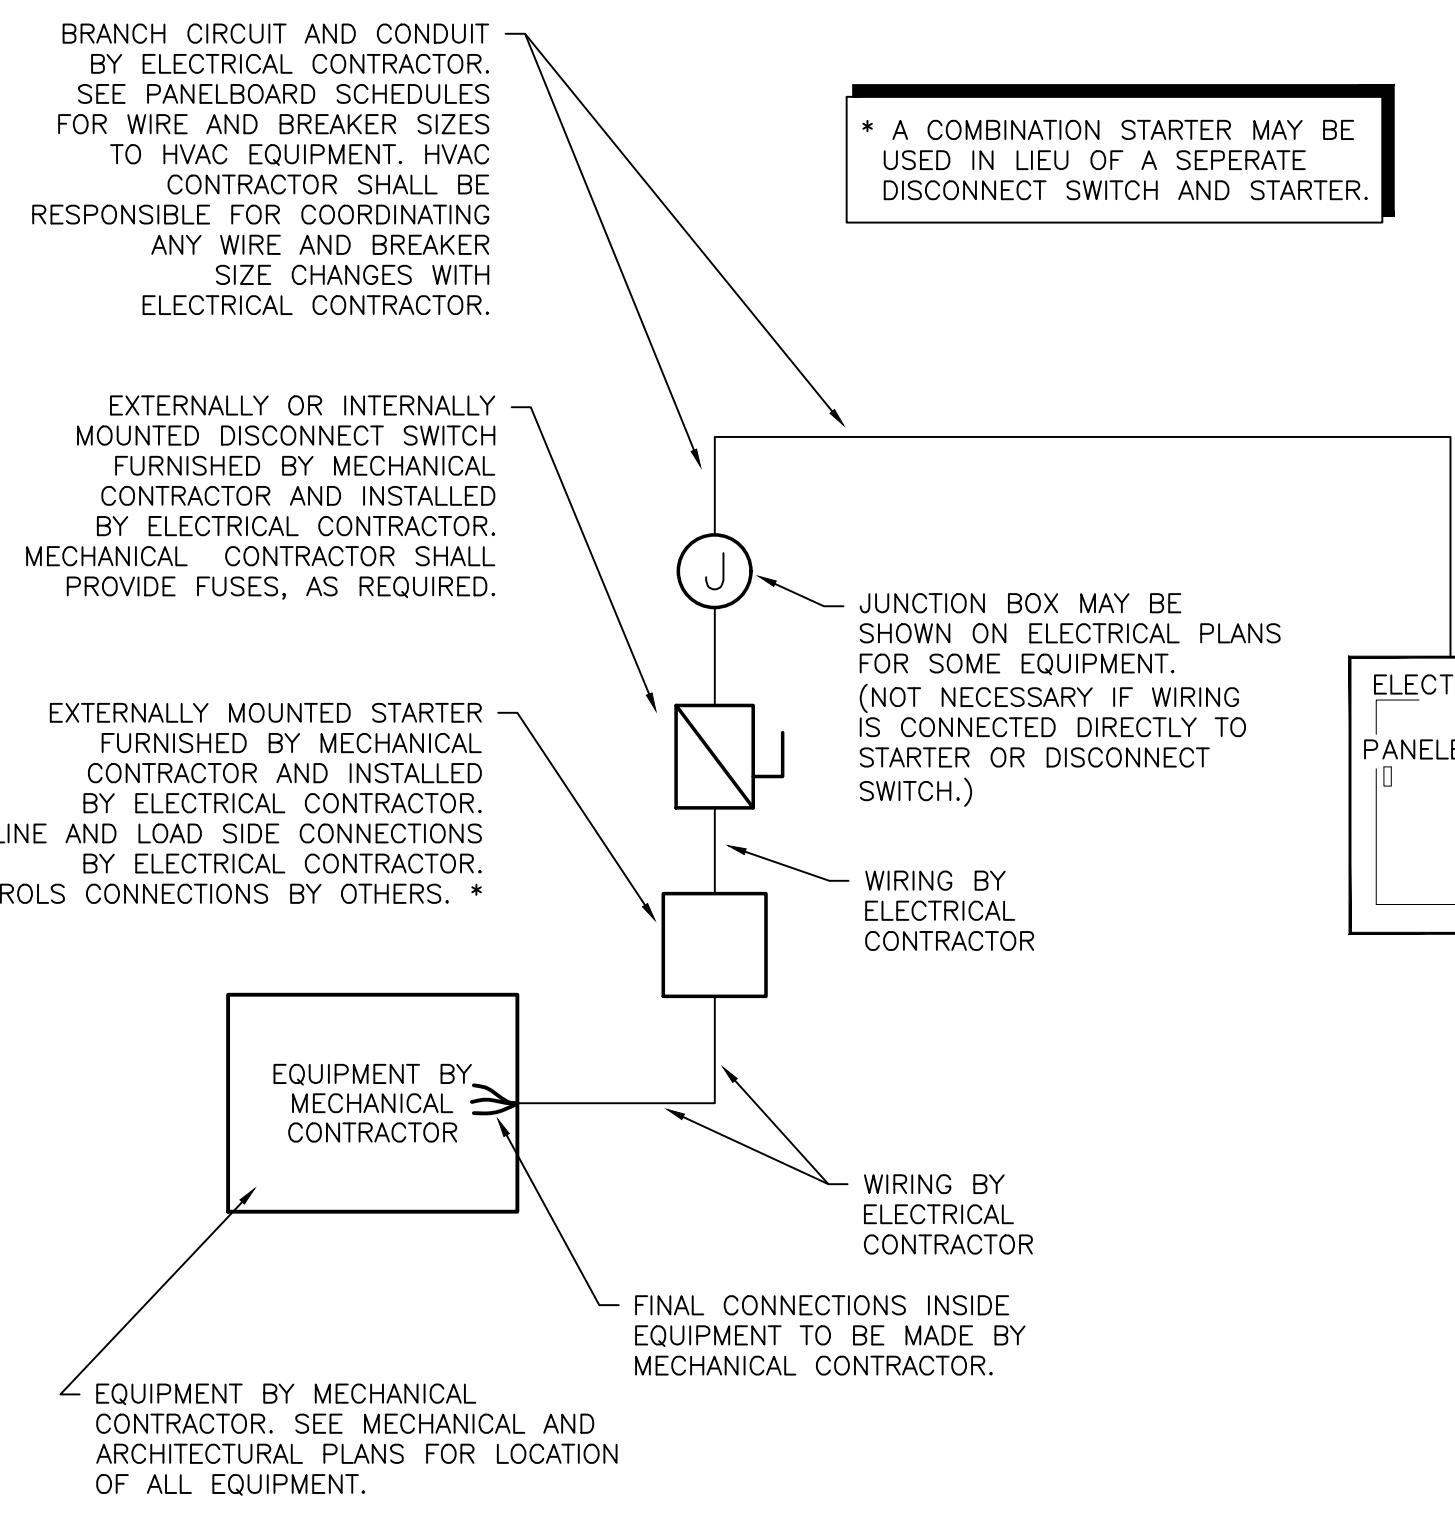 BRANCH CIRCUIT AND CONDUIT
BY ELECTRICAL CONTRACTOR.
SEE PANELBOARD SCHEDULES
FOR WIRE AND BREAKER SIZES
TO HVAC EQUIPMENT. HVAC
CONTRACTOR SHALL BE
RESPONSIBLE FOR COORDINATING
ANY WIRE AND BREAKER
SIZE CHANGES WITH
ELECTRICAL CONTRACTOR.
* A COMBINATION STARTER MAY BE
USED IN LIEU OF A SEPERATE
DISCONNECT SWITCH AND STARTER.
EXTERNALLY OR INTERNALLY
MOUNTED DISCONNECT SWITCH
FURNISHED BY MECHANICAL
CONTRACTOR AND INSTALLED
BY ELECTRICAL CONTRACTOR.
MECHANICAL CONTRACTOR SHALL
PROVIDE FUSES, AS REQUIRED.
J
JUNCTION BOX MAY BE
SHOWN ON ELECTRICAL PLANS
FOR SOME EQUIPMENT.
(NOT NECESSARY IF WIRING
IS CONNECTED DIRECTLY TO
STARTER OR DISCONNECT
SWITCH.)
EXTERNALLY MOUNTED STARTER
FURNISHED BY MECHANICAL
CONTRACTOR AND INSTALLED
BY ELECTRICAL CONTRACTOR.
LINE AND LOAD SIDE CONNECTIONS
BY ELECTRICAL CONTRACTOR.
ROLS CONNECTIONS BY OTHERS. *
WIRING BY
ELECTRICAL
CONTRACTOR
EQUIPMENT BY
MECHANICAL
CONTRACTOR
WIRING BY
ELECTRICAL
CONTRACTOR
FINAL CONNECTIONS INSIDE
EQUIPMENT TO BE MADE BY
MECHANICAL CONTRACTOR.
EQUIPMENT BY MECHANICAL
CONTRACTOR. SEE MECHANICAL AND
ARCHITECTURAL PLANS FOR LOCATION
OF ALL EQUIPMENT.
ELECT